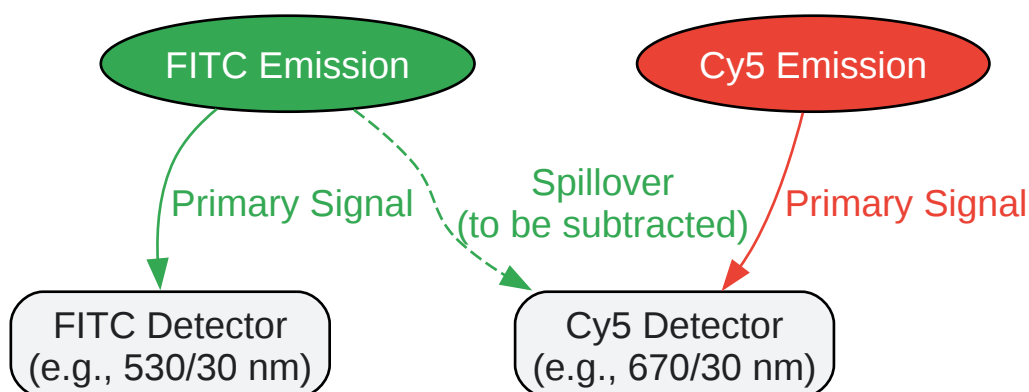 FITC Emission
Cy5 Emission
Primary Signal
Spillover
(to be subtracted)
Primary Signal
FITC Detector
(e.g., 530/30 nm)
Cy5 Detector
(e.g., 670/30 nm)